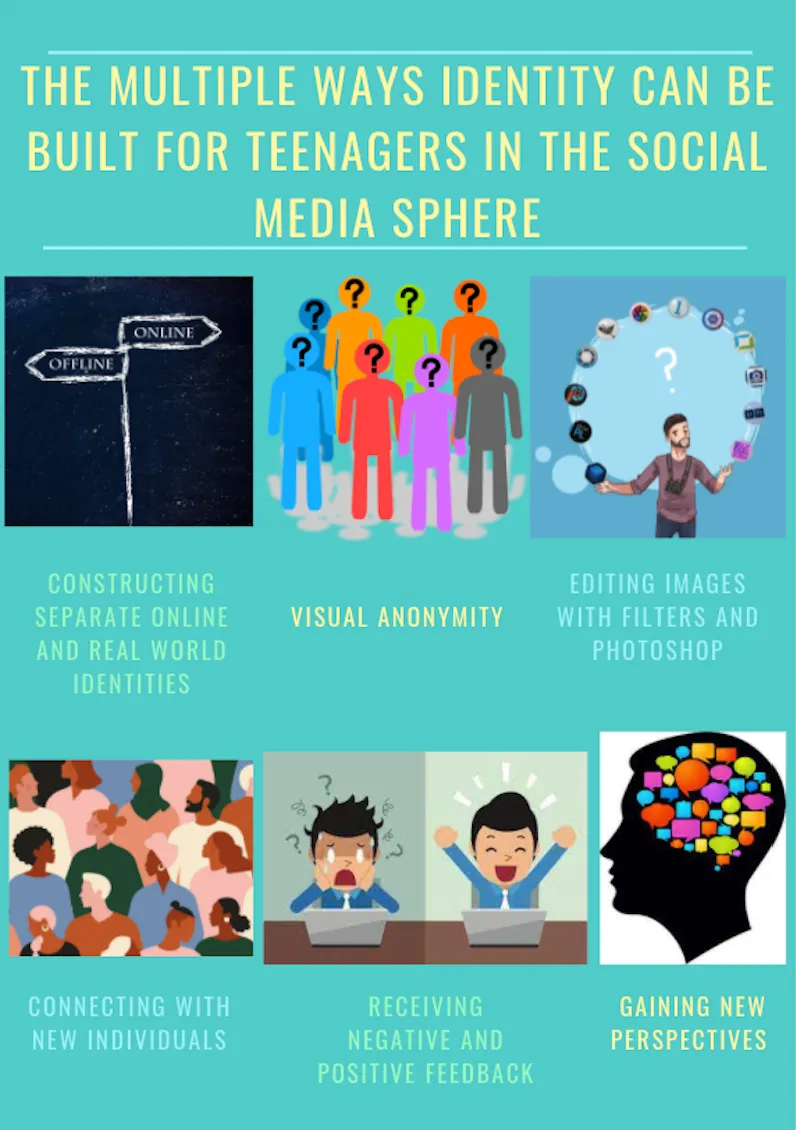 THE MULTIPLE WAYS IDENTITY CAN BE
BUILT FOR TEENAGERS IN THE SOCIAL
MEDIA SPHERE
ONLINE
OFFLINE
? ? ? ?
? ? ? ?
?
CONSTRUCTING
SEPARATE ONLINE
AND REAL WORLD
IDENTITIES
VISUAL ANONYMITY
EDITING IMAGES
WITH FILTERS AND
PHOTOSHOP
?
?
?
CONNECTING WITH
NEW INDIVIDUALS
RECEIVING
NEGATIVE AND
POSITIVE FEEDBACK
GAINING NEW
PERSPECTIVES